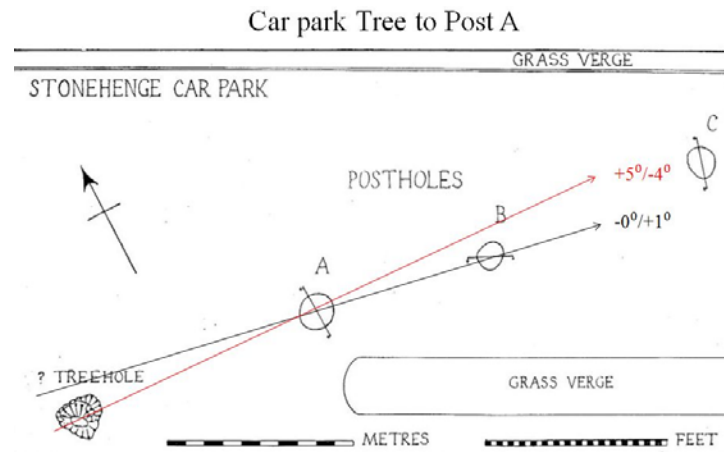 Car park Tree to Post A
GRASS VERGE
STONEHENGE CAR PARK
C
+5⁰/-4⁰
POSTHOLES
-0⁰/+1⁰
B
A
? TREEHOLE
GRASS VERGE
METRES
FEET